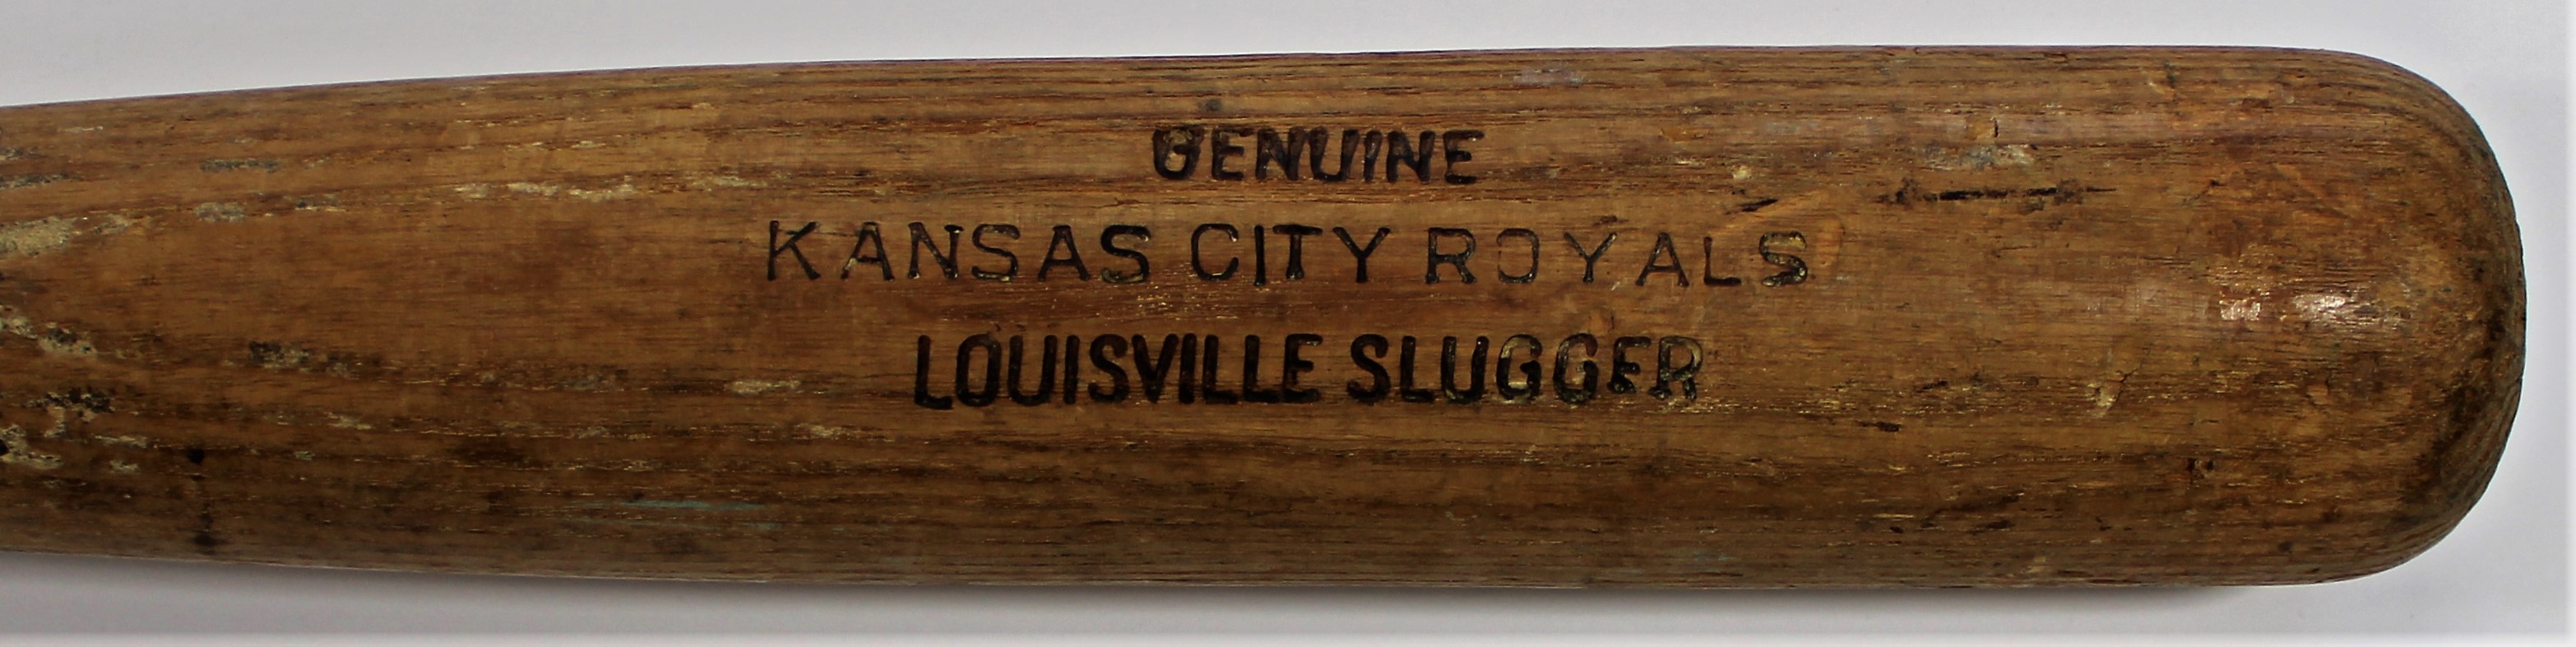 GENUINE
KANSAS CITY ROYALS
LOUISVILLE SLUGGER